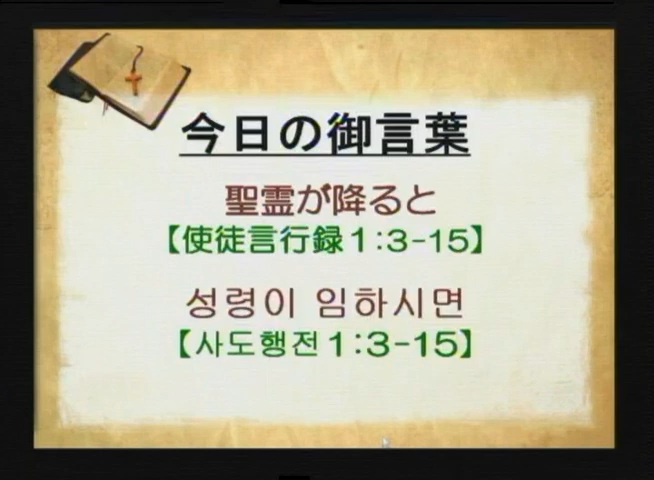 今日の御言葉
聖霊が降ると
【使徒言行録1:3-15】
성령이 임하시면
【사도행전1:3-15】